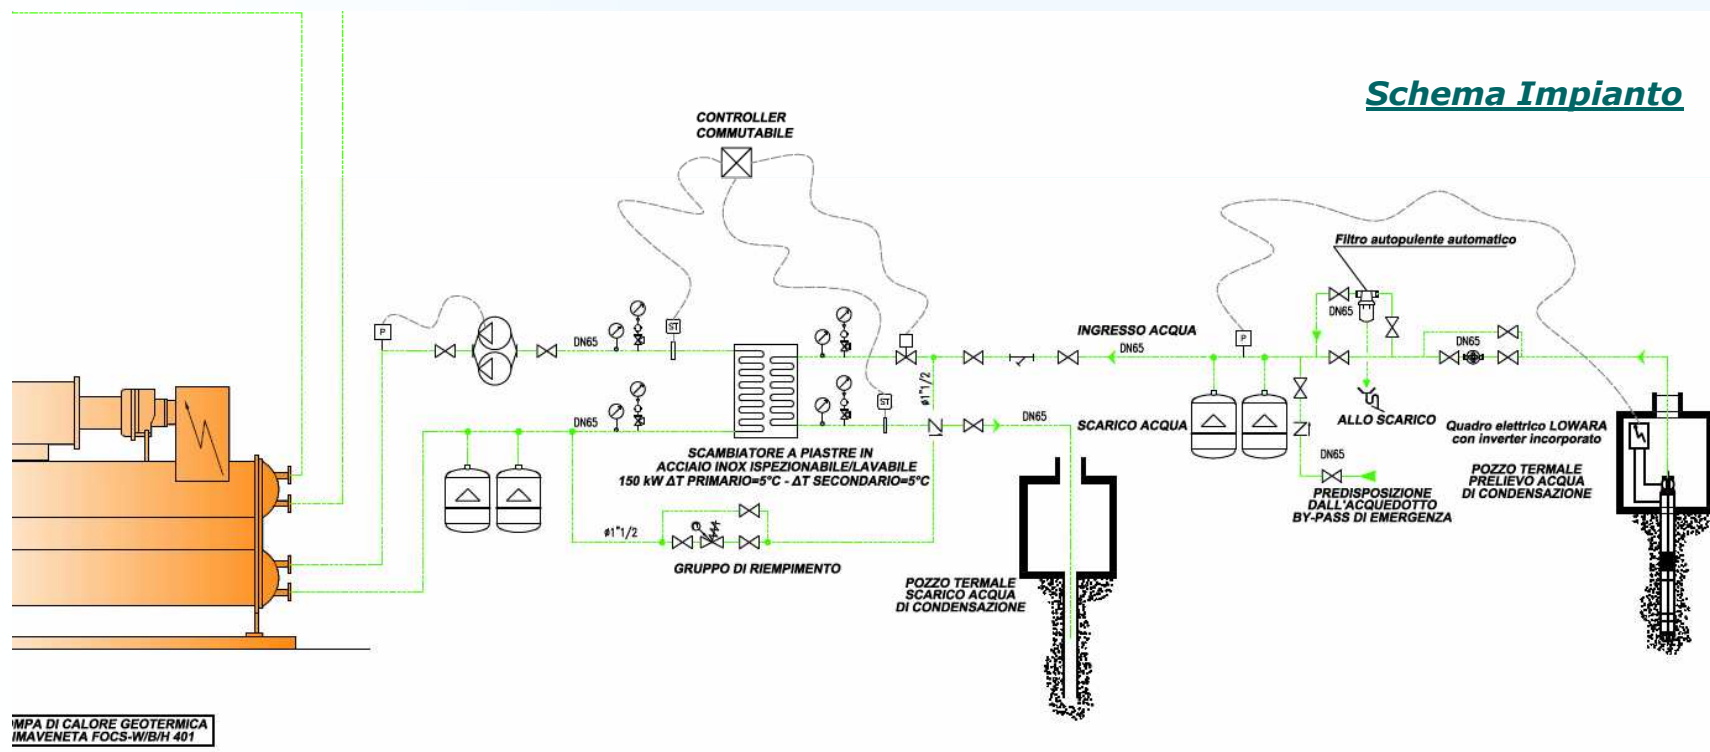 Schema Impianto
CONTROLLER
COMMUTABILE
Filtro autopulente automatico
P
DN65
ST
INGRESSO ACQUA
DN65
P
DN65
DN65
DN65
ø1"1/2
ST
DN65
SCARICO ACQUA
ALLO SCARICO
Quadro elettrico LOWARA
con inverter incorporato
SCAMBIATORE A PIASTRE IN
ACCIAIO INOX ISPEZIONABILE/LAVABILE
150 kW ΔT PRIMARIO=5°C - ΔT SECONDARIO=5°C
DN65
PREDISPOSIZIONE
DALL'ACQUEDOTTO
BY-PASS DI EMERGENZA
POZZO TERMALE
PRELIEVO ACQUA
DI CONDENSAZIONE
ø1"1/2
GRUPPO DI RIEMPIMENTO
POZZO TERMALE
SCARICO ACQUA
DI CONDENSAZIONE
OMPA DI CALORE GEOTERMICA
IMAVENETA FOCS-W/B/H 401